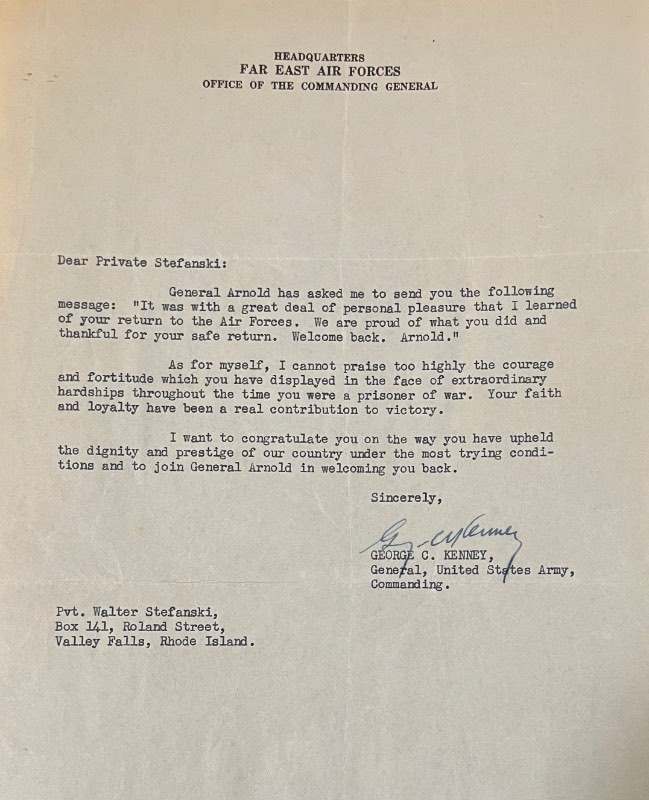 HEADQUARTERS
FAR EAST AIR FORCES
OFFICE OF THE COMMANDING GENERAL
Dear Private Stefanski:
General Arnold has asked me to send you the following
message: "It was with a great deal of personal pleasure that I learned
of your return to the Air Forces. We are proud of what you did and
thankful for your safe return. Welcome back. Arnold."
As for myself, I cannot praise too highly the courage
and fortitude which you have displayed in the face of extraordinary
hardships throughout the time you were a prisoner of war. Your faith
and loyalty have been a real contribution to victory.
I want to congratulate you on the way you have upheld
the dignity and prestige of our country under the most trying condi-
tions and to join General Arnold in welcoming you back.
Sincerely,
George C Kenney
GEORGE C. KENNEY,
General, United States Army,
Commanding.
Pvt. Walter Stefanski,
Box 141, Roland Street,
Valley Falls, Rhode Island.